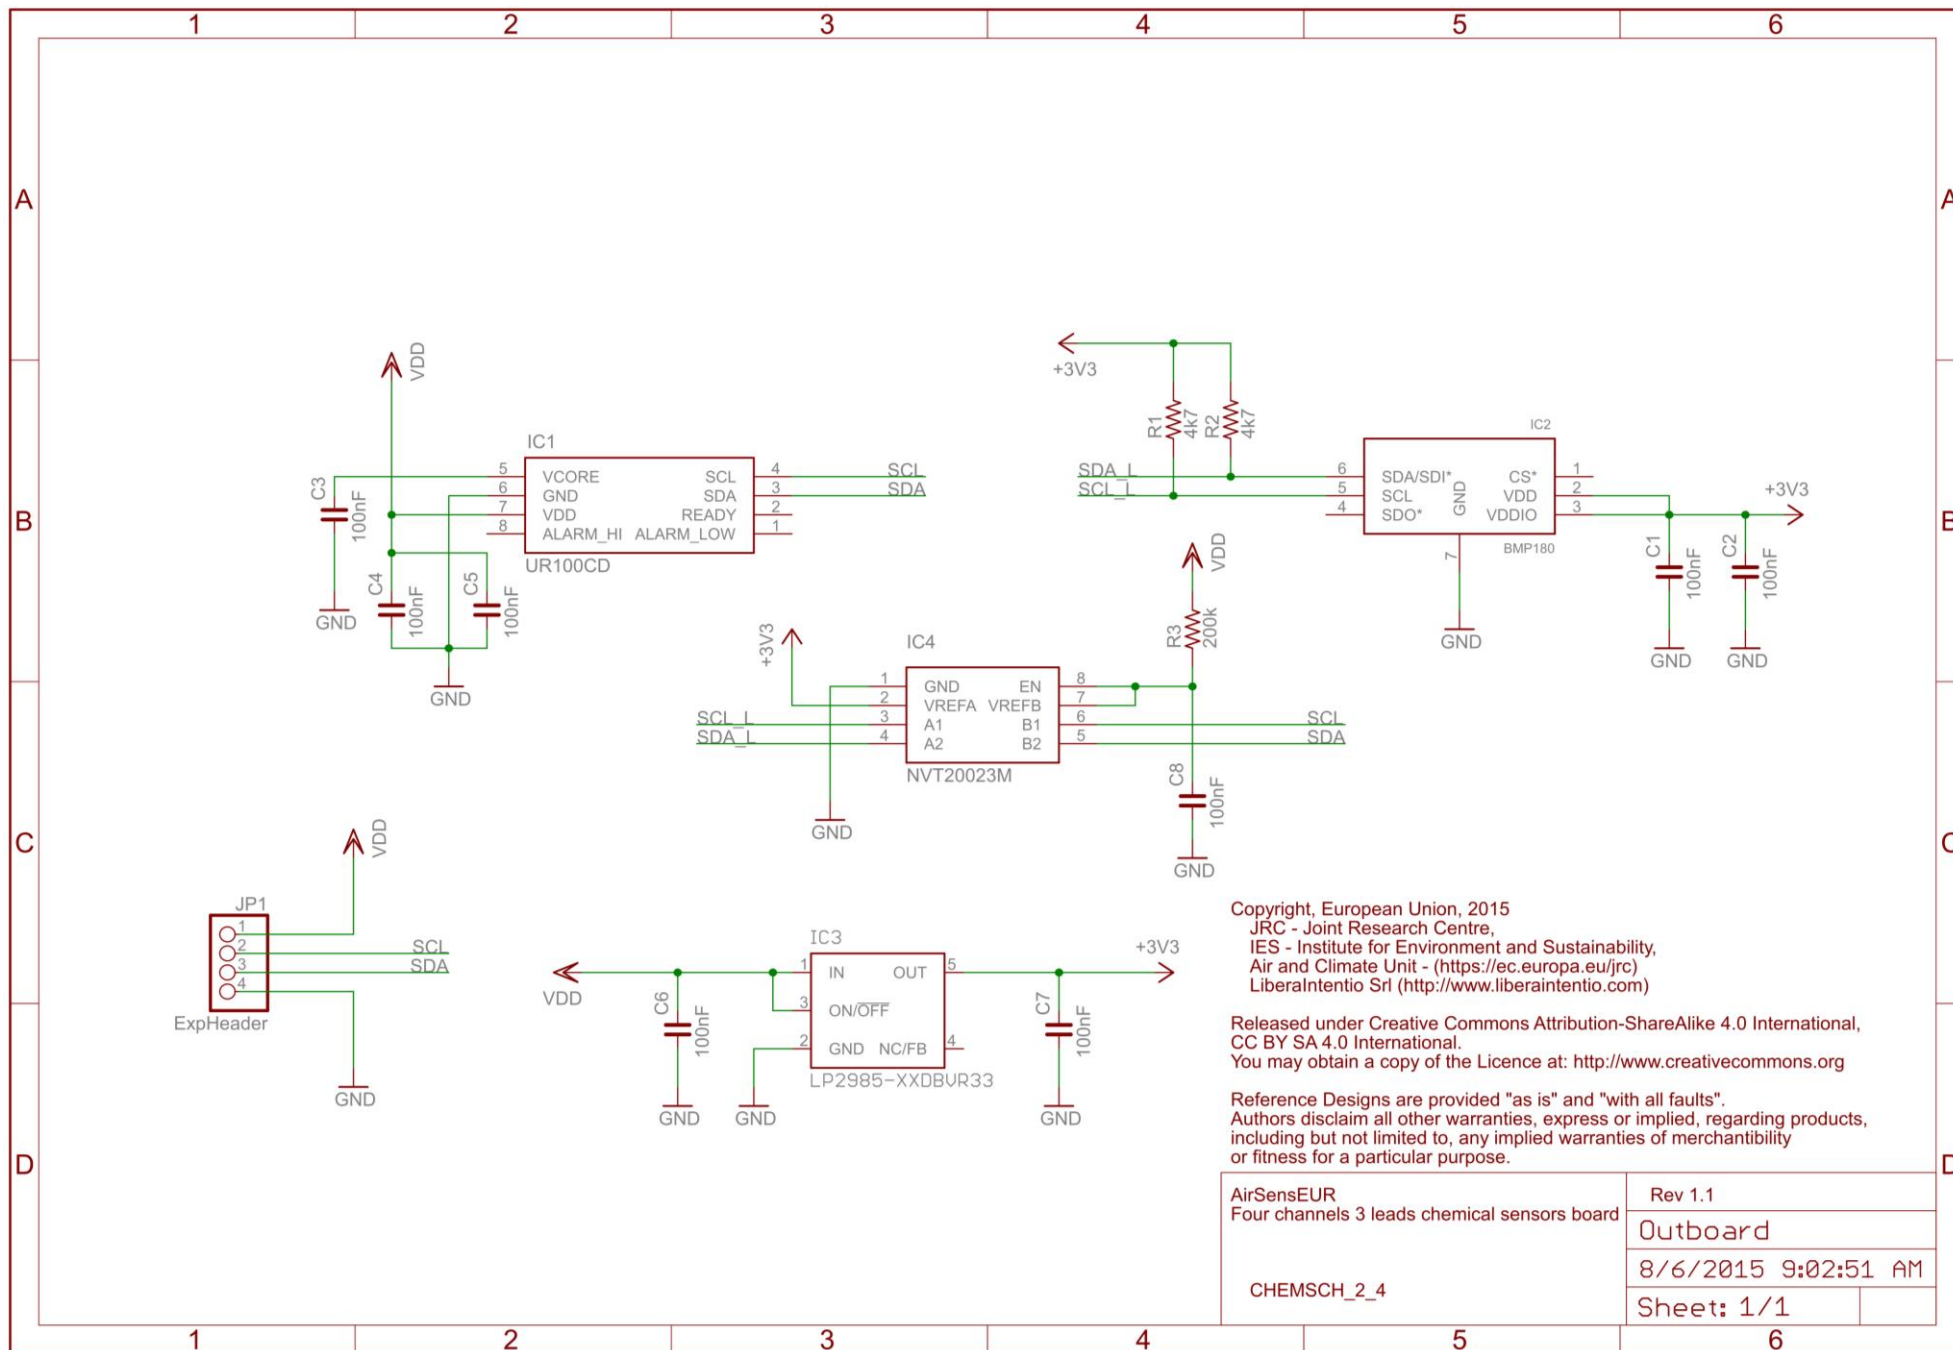 1 2 3 4 5 6
A A
VDD
+3V3
R1 4k7 R2 4k7
IC1
IC2
C3 100nF
5 VCORE SCL 4 SCL
6 GND SDA 3 SDA
7 VDD READY 2
8 ALARM_HI ALARM_LOW 1
UR100CD
SDA_L 6 SDA/SDI* CS* 1
SCL_L 5 SCL GND VDD 2 +3V3
4 SDO* VDDIO 3
BMP180
7
B B
C4 100nF C5 100nF
GND
C1 100nF C2 100nF
VDD
R3 200k
GND
GND GND
GND
+3V3
IC4
1 GND EN 8
2 VREFA VREFB 7
SCL_L 3 A1 B1 6 SCL
SDA_L 4 A2 B2 5 SDA
NVT20023M
C8 100nF
GND
GND
C C
VDD
JP1
1
2 SCL
3 SDA
4
ExpHeader
GND
IC3
+3V3
VDD
1 IN OUT 5
3 ON/OFF
2 GND NC/FB 4
LP2985-XXDBVR33
C6 100nF
C7 100nF
GND GND GND
Copyright, European Union, 2015
JRC - Joint Research Centre,
IES - Institute for Environment and Sustainability,
Air and Climate Unit - (https://ec.europa.eu/jrc)
LiberaIntentio Srl (http://www.liberaintentio.com)
Released under Creative Commons Attribution-ShareAlike 4.0 International,
CC BY SA 4.0 International.
You may obtain a copy of the Licence at: http://www.creativecommons.org
Reference Designs are provided "as is" and "with all faults".
Authors disclaim all other warranties, express or implied, regarding products,
including but not limited to, any implied warranties of merchantibility
or fitness for a particular purpose.
D D
AirSensEUR
Four channels 3 leads chemical sensors board
CHEMSCH_2_4
Rev 1.1
Outboard
8/6/2015 9:02:51 AM
Sheet: 1/1
1 2 3 4 5 6